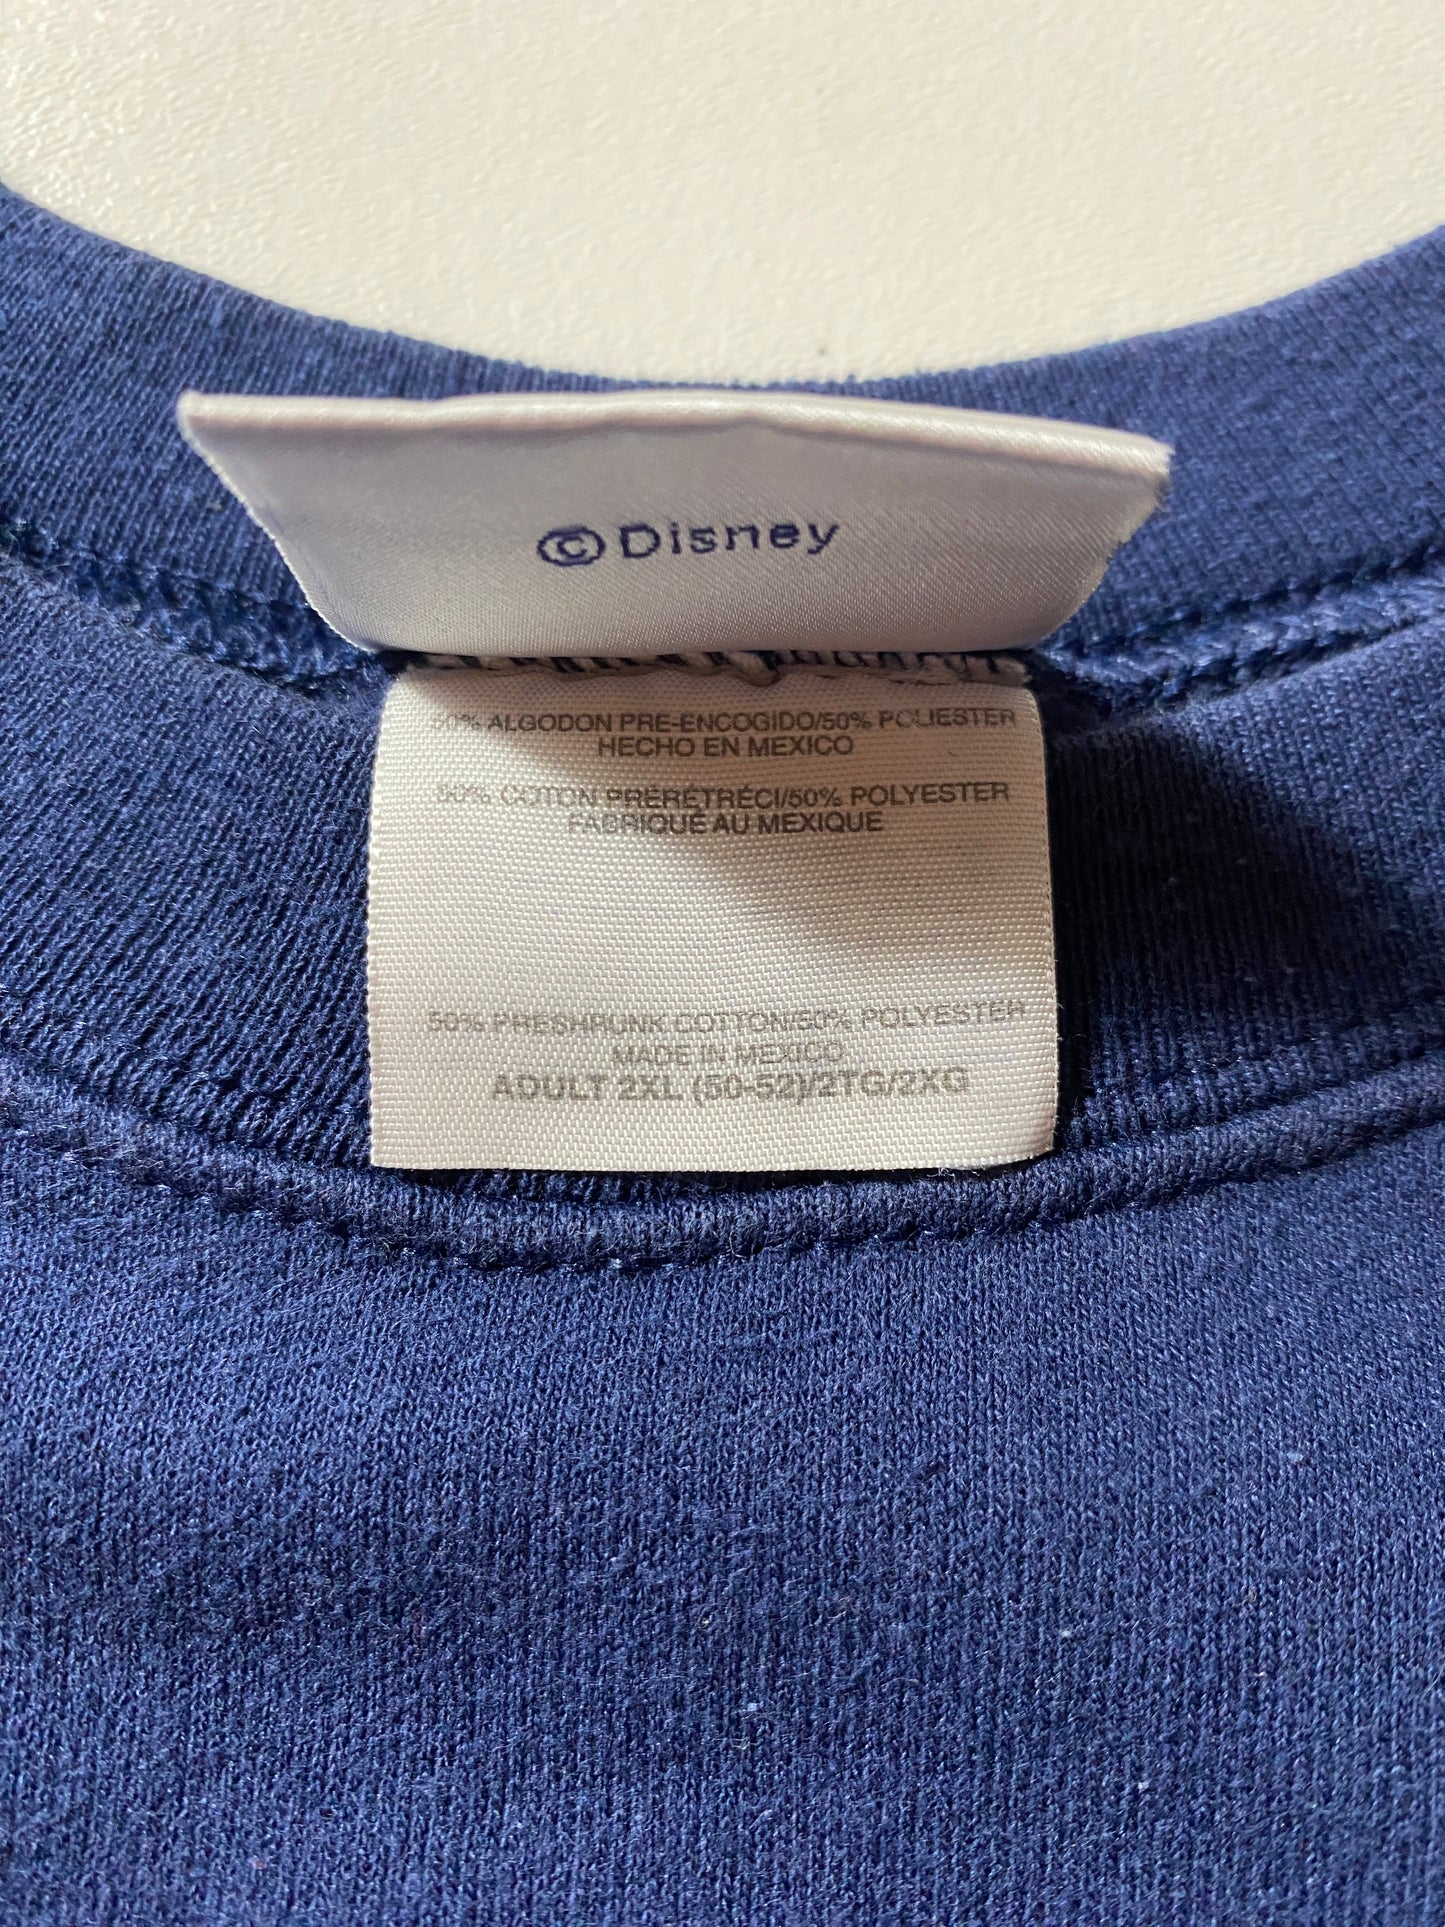 © Disney
50% ALGODON PRE-ENCOGIDO/50% POLIESTER
HECHO EN MEXICO
50% COTON PRÉRÉTRÉCI/50% POLYESTER
FABRIQUÉ AU MEXIQUE
50% PRESHRUNK COTTON/50% POLYESTER
MADE IN MEXICO
ADULT 2XL (50-52)/2TG/2XG